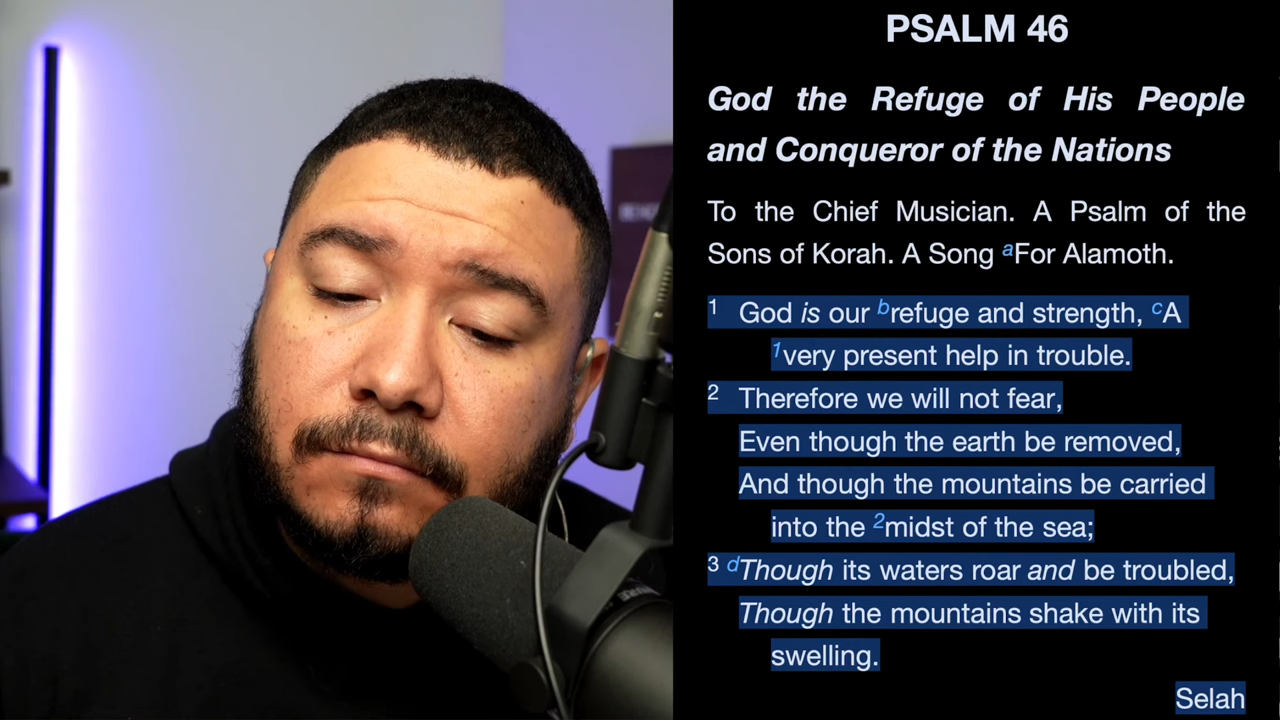 PSALM 46
God the Refuge of His People
and Conqueror of the Nations
To the Chief Musician. A Psalm of the
Sons of Korah. A Song aFor Alamoth.
1 God is our brefuge and strength, cA
1very present help in trouble.
2 Therefore we will not fear,
Even though the earth be removed,
And though the mountains be carried
into the 2midst of the sea;
3 dThough its waters roar and be troubled,
Though the mountains shake with its
swelling.
Selah